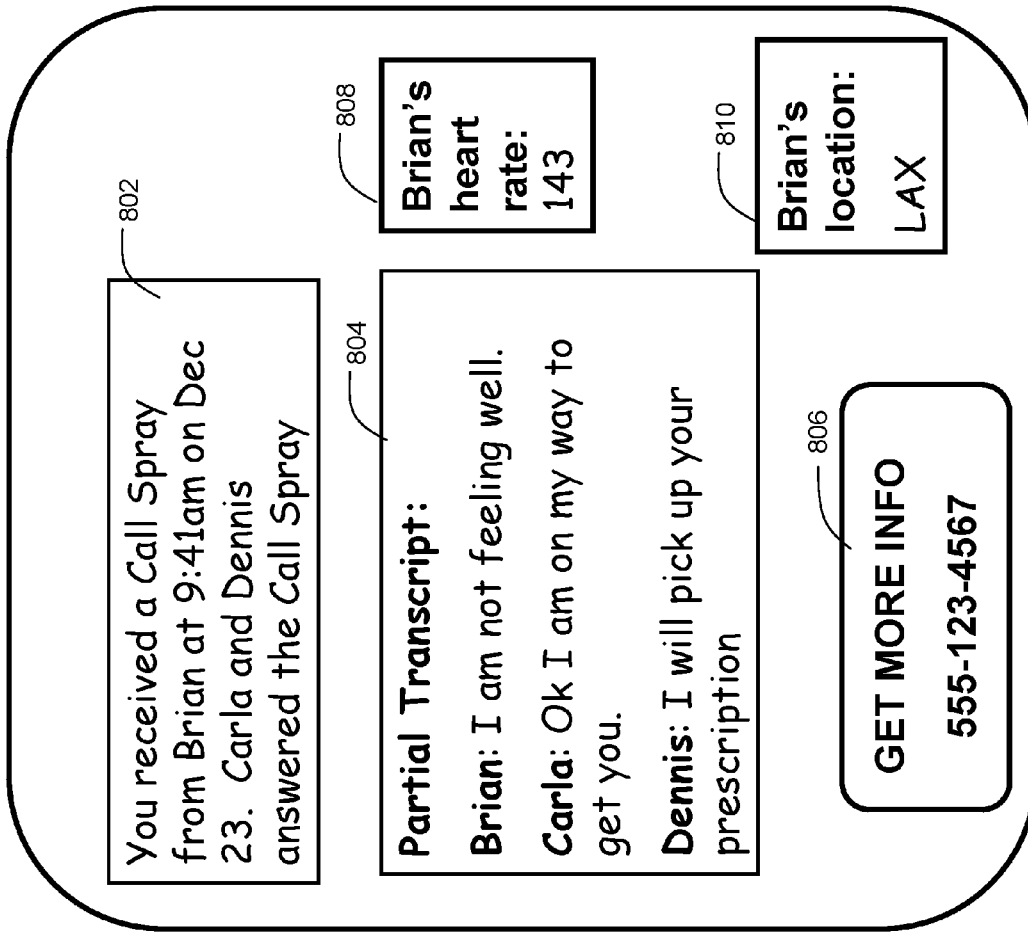 802
You received a Call Spray
from Brian at 9:41am on Dec
23. Carla and Dennis
answered the Call Spray
804
Partial Transcript:
Brian: I am not feeling well.
Carla: Ok I am on my way to
get you.
Dennis: I will pick up your
prescription
808
Brian's
heart
rate:
143
806
GET MORE INFO
555-123-4567
810
Brian's
location:
LAX